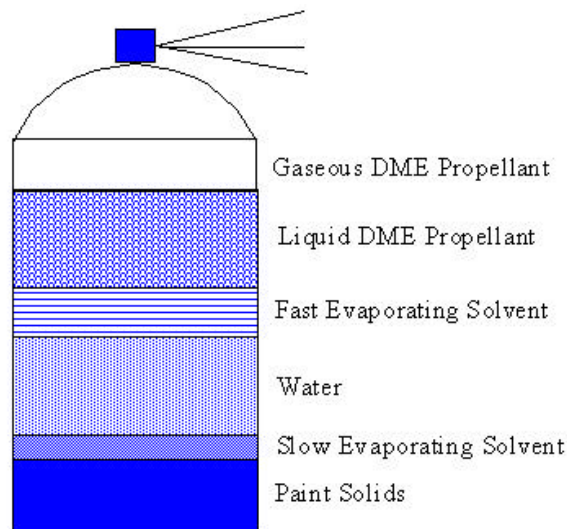 Gaseous DME Propellant
Liquid DME Propellant
Fast Evaporating Solvent
Water
Slow Evaporating Solvent
Paint Solids